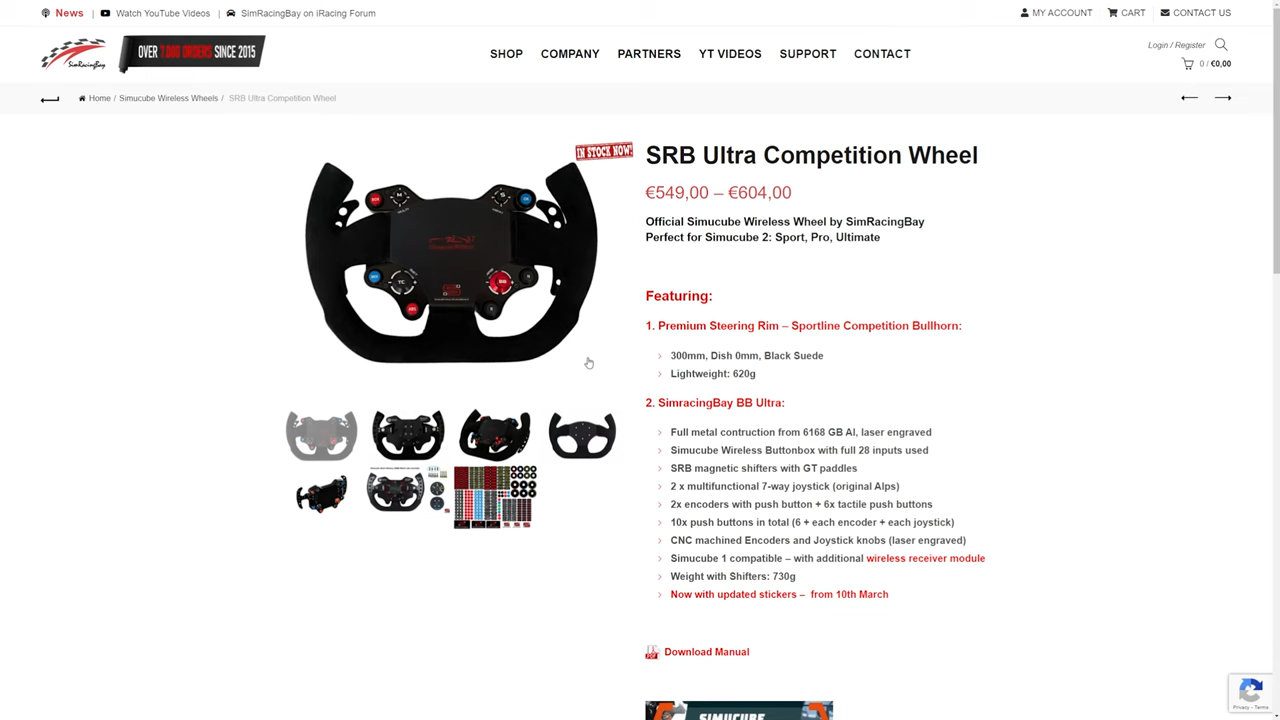 News | Watch YouTube Videos | SimRacingBay on iRacing Forum
MY ACCOUNT CART CONTACT US
SimRacingBay
OVER 7.000 ORDERS SINCE 2015
SHOP COMPANY PARTNERS YT VIDEOS SUPPORT CONTACT
Login / Register
0 / €0,00
Home / Simucube Wireless Wheels / SRB Ultra Competition Wheel
IN STOCK NOW!
SRB Ultra Competition Wheel
€549,00 – €604,00
Official Simucube Wireless Wheel by SimRacingBay
Perfect for Simucube 2: Sport, Pro, Ultimate
Featuring:
1. Premium Steering Rim – Sportline Competition Bullhorn:
300mm, Dish 0mm, Black Suede
Lightweight: 620g
2. SimracingBay BB Ultra:
Full metal contruction from 6168 GB Al, laser engraved
Simucube Wireless Buttonbox with full 28 inputs used
SRB magnetic shifters with GT paddles
2 x multifunctional 7-way joystick (original Alps)
2x encoders with push button + 6x tactile push buttons
10x push buttons in total (6 + each encoder + each joystick)
CNC machined Encoders and Joystick knobs (laser engraved)
Simucube 1 compatible – with additional wireless receiver module
Weight with Shifters: 730g
Now with updated stickers – from 10th March
Download Manual
SIMUCUBE
Privacy - Terms